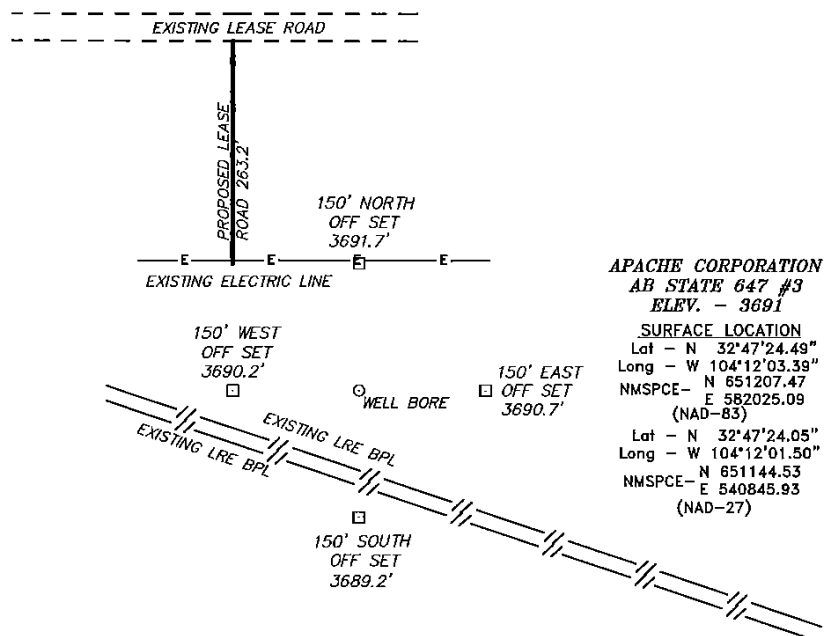 EXISTING LEASE ROAD
PROPOSED LEASE
ROAD 263.2'
150' NORTH
OFF SET
3691.7'
E E E E
EXISTING ELECTRIC LINE
APACHE CORPORATION
AB STATE 647 #3
ELEV. - 3691
SURFACE LOCATION
Lat - N 32°47'24.49"
Long - W 104°12'03.39"
NMSPCE- N 651207.47
E 582025.09
(NAD-83)
Lat - N 32°47'24.05"
Long - W 104°12'01.50"
NMSPCE- N 651144.53
E 540845.93
(NAD-27)
150' WEST
OFF SET
3690.2'
150' EAST
OFF SET
3690.7'
WELL BORE
EXISTING LRE BPL
EXISTING LRE BPL
150' SOUTH
OFF SET
3689.2'